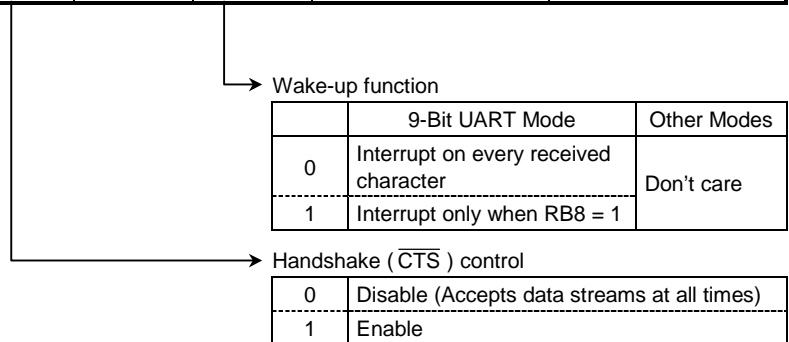 Wake-up function
9-Bit UART Mode Other Modes
0 Interrupt on every received
character
Don't care
1 Interrupt only when RB8 = 1
Handshake ( C̅T̅S̅ ) control
0 Disable (Accepts data streams at all times)
1 Enable